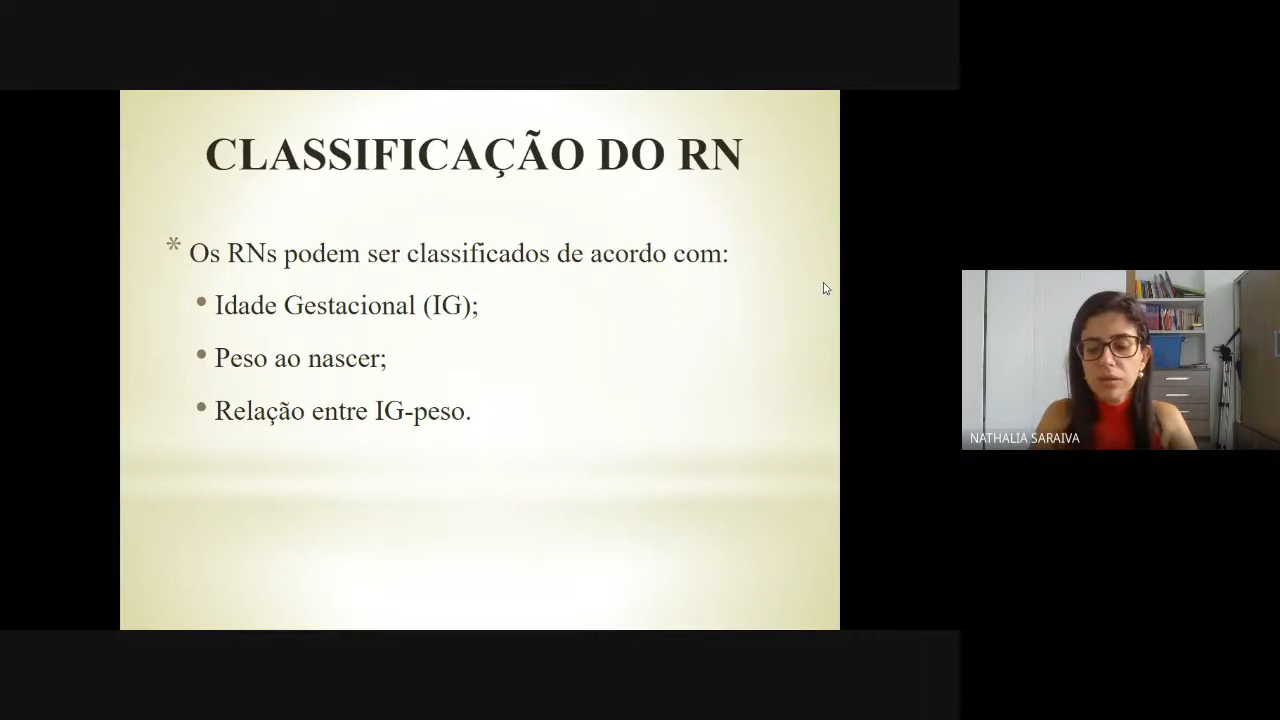 CLASSIFICAÇÃO DO RN
* Os RNs podem ser classificados de acordo com:
• Idade Gestacional (IG);
• Peso ao nascer;
• Relação entre IG-peso.
NATHALIA SARAIVA